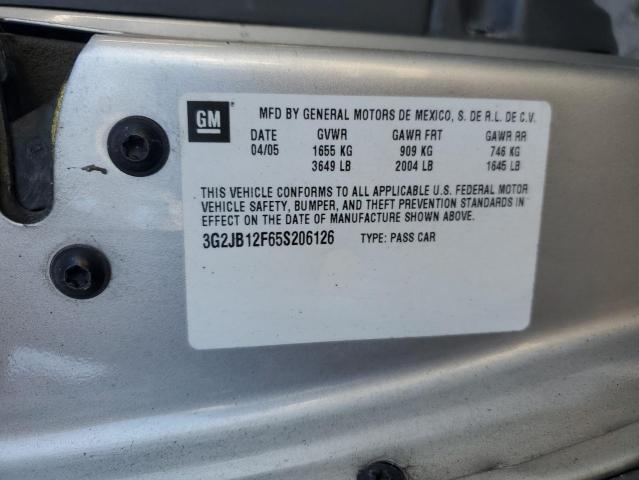 GM
MFD BY GENERAL MOTORS DE MEXICO, S. DE R.L. DE C.V.
DATE GVWR GAWR FRT GAWR RR
04/05 1655 KG 909 KG 746 KG
3649 LB 2004 LB 1645 LB
THIS VEHICLE CONFORMS TO ALL APPLICABLE U.S. FEDERAL MOTOR
VEHICLE SAFETY, BUMPER, AND THEFT PREVENTION STANDARDS IN
EFFECT ON THE DATE OF MANUFACTURE SHOWN ABOVE.
3G2JB12F65S206126 TYPE: PASS CAR